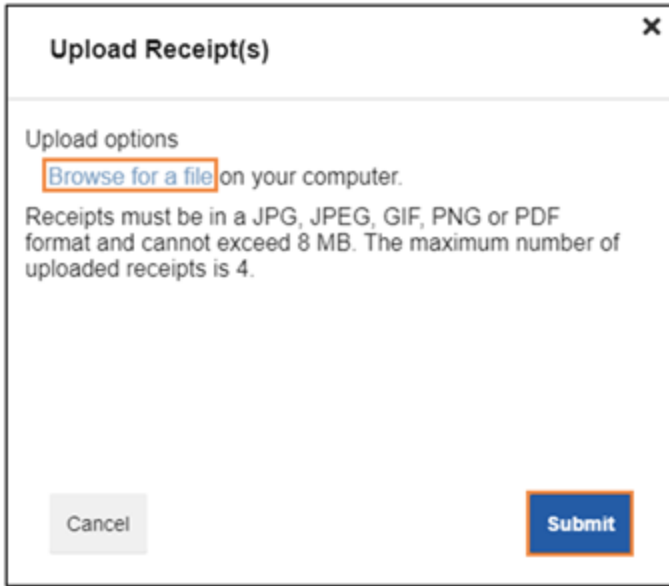 Upload Receipt(s)
Upload options
Browse for a file on your computer.
Receipts must be in a JPG, JPEG, GIF, PNG or PDF
format and cannot exceed 8 MB. The maximum number of
uploaded receipts is 4.
Cancel
Submit